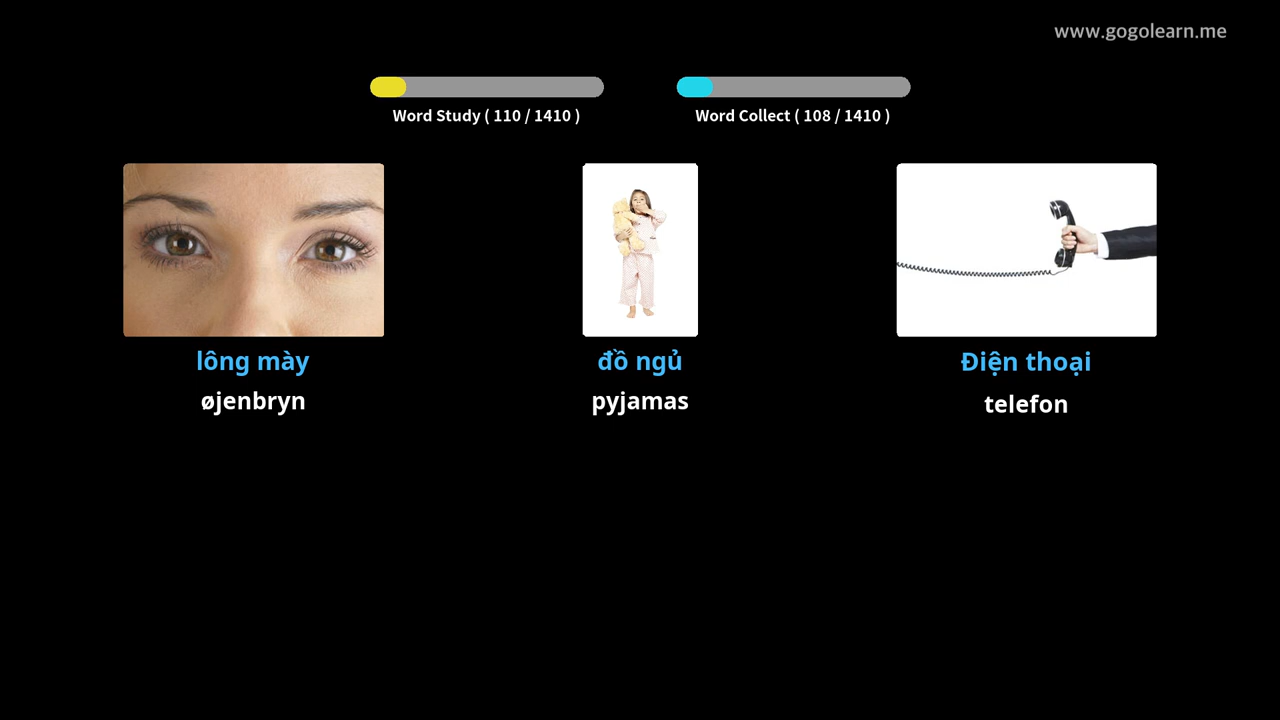 www.gogolearn.me
Word Study ( 110 / 1410 )
Word Collect ( 108 / 1410 )
lông mày
øjenbryn
đồ ngủ
pyjamas
Điện thoại
telefon